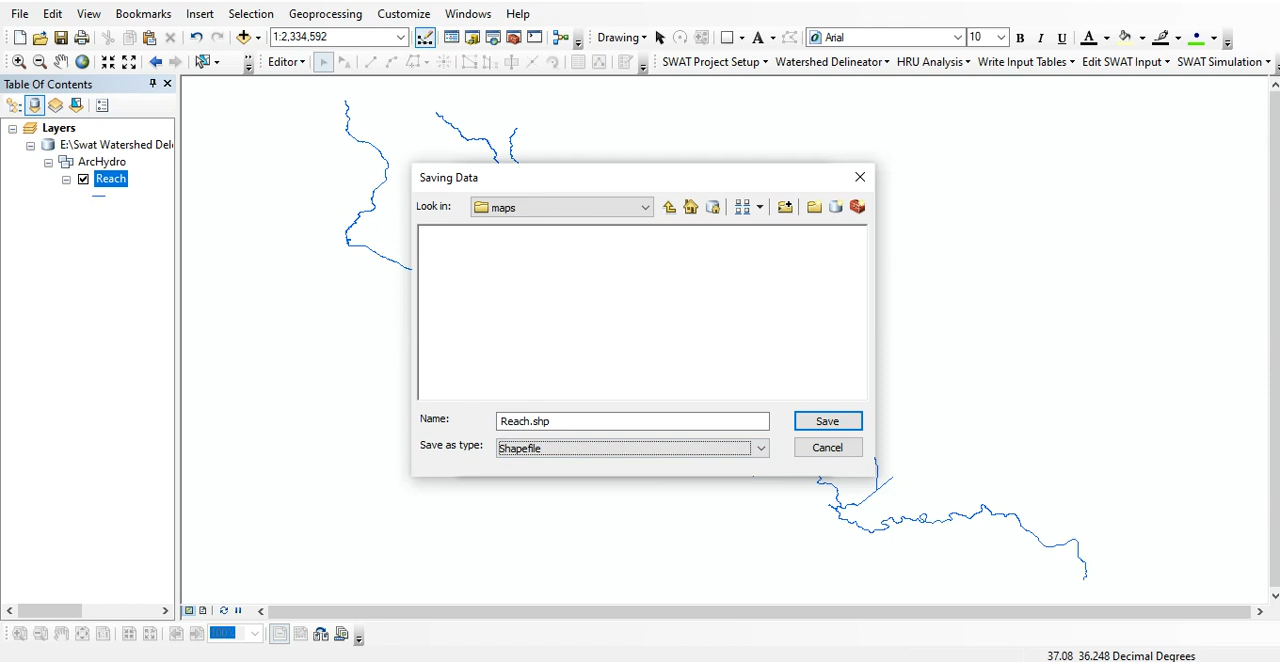 File Edit View Bookmarks Insert Selection Geoprocessing Customize Windows Help
1:2,334,592 Drawing Arial 10 B I U A
Editor SWAT Project Setup Watershed Delineator HRU Analysis Write Input Tables Edit SWAT Input SWAT Simulation
Table Of Contents
Layers
E:\Swat Watershed Del
ArcHydro
Reach
Saving Data
Look in: maps
Name: Reach.shp Save
Save as type: Shapefile Cancel
37.08 36.248 Decimal Degrees